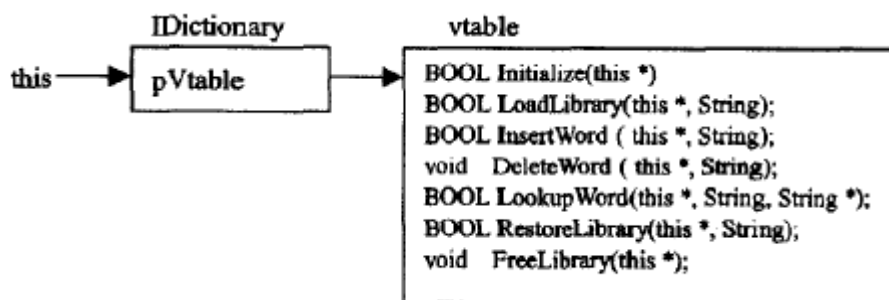 IDictionary
vtable
this
pVtable
BOOL Initialize(this *)
BOOL LoadLibrary(this *, String);
BOOL InsertWord ( this *, String);
void DeleteWord ( this *, String);
BOOL LookupWord(this *, String, String *);
BOOL RestoreLibrary(this *, String);
void FreeLibrary(this *);